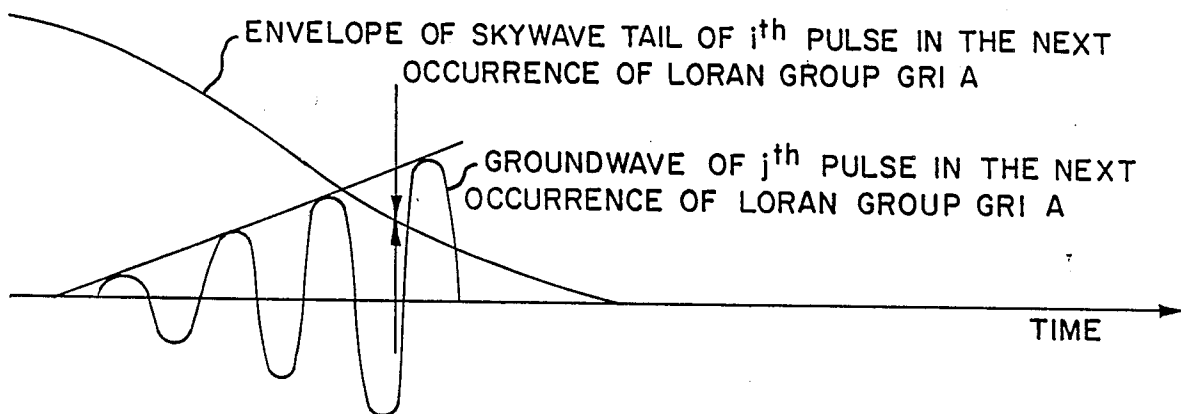 ENVELOPE OF SKYWAVE TAIL OF ith PULSE IN THE NEXT
OCCURRENCE OF LORAN GROUP GRI A
GROUNDWAVE OF jth PULSE IN THE NEXT
OCCURRENCE OF LORAN GROUP GRI A
TIME